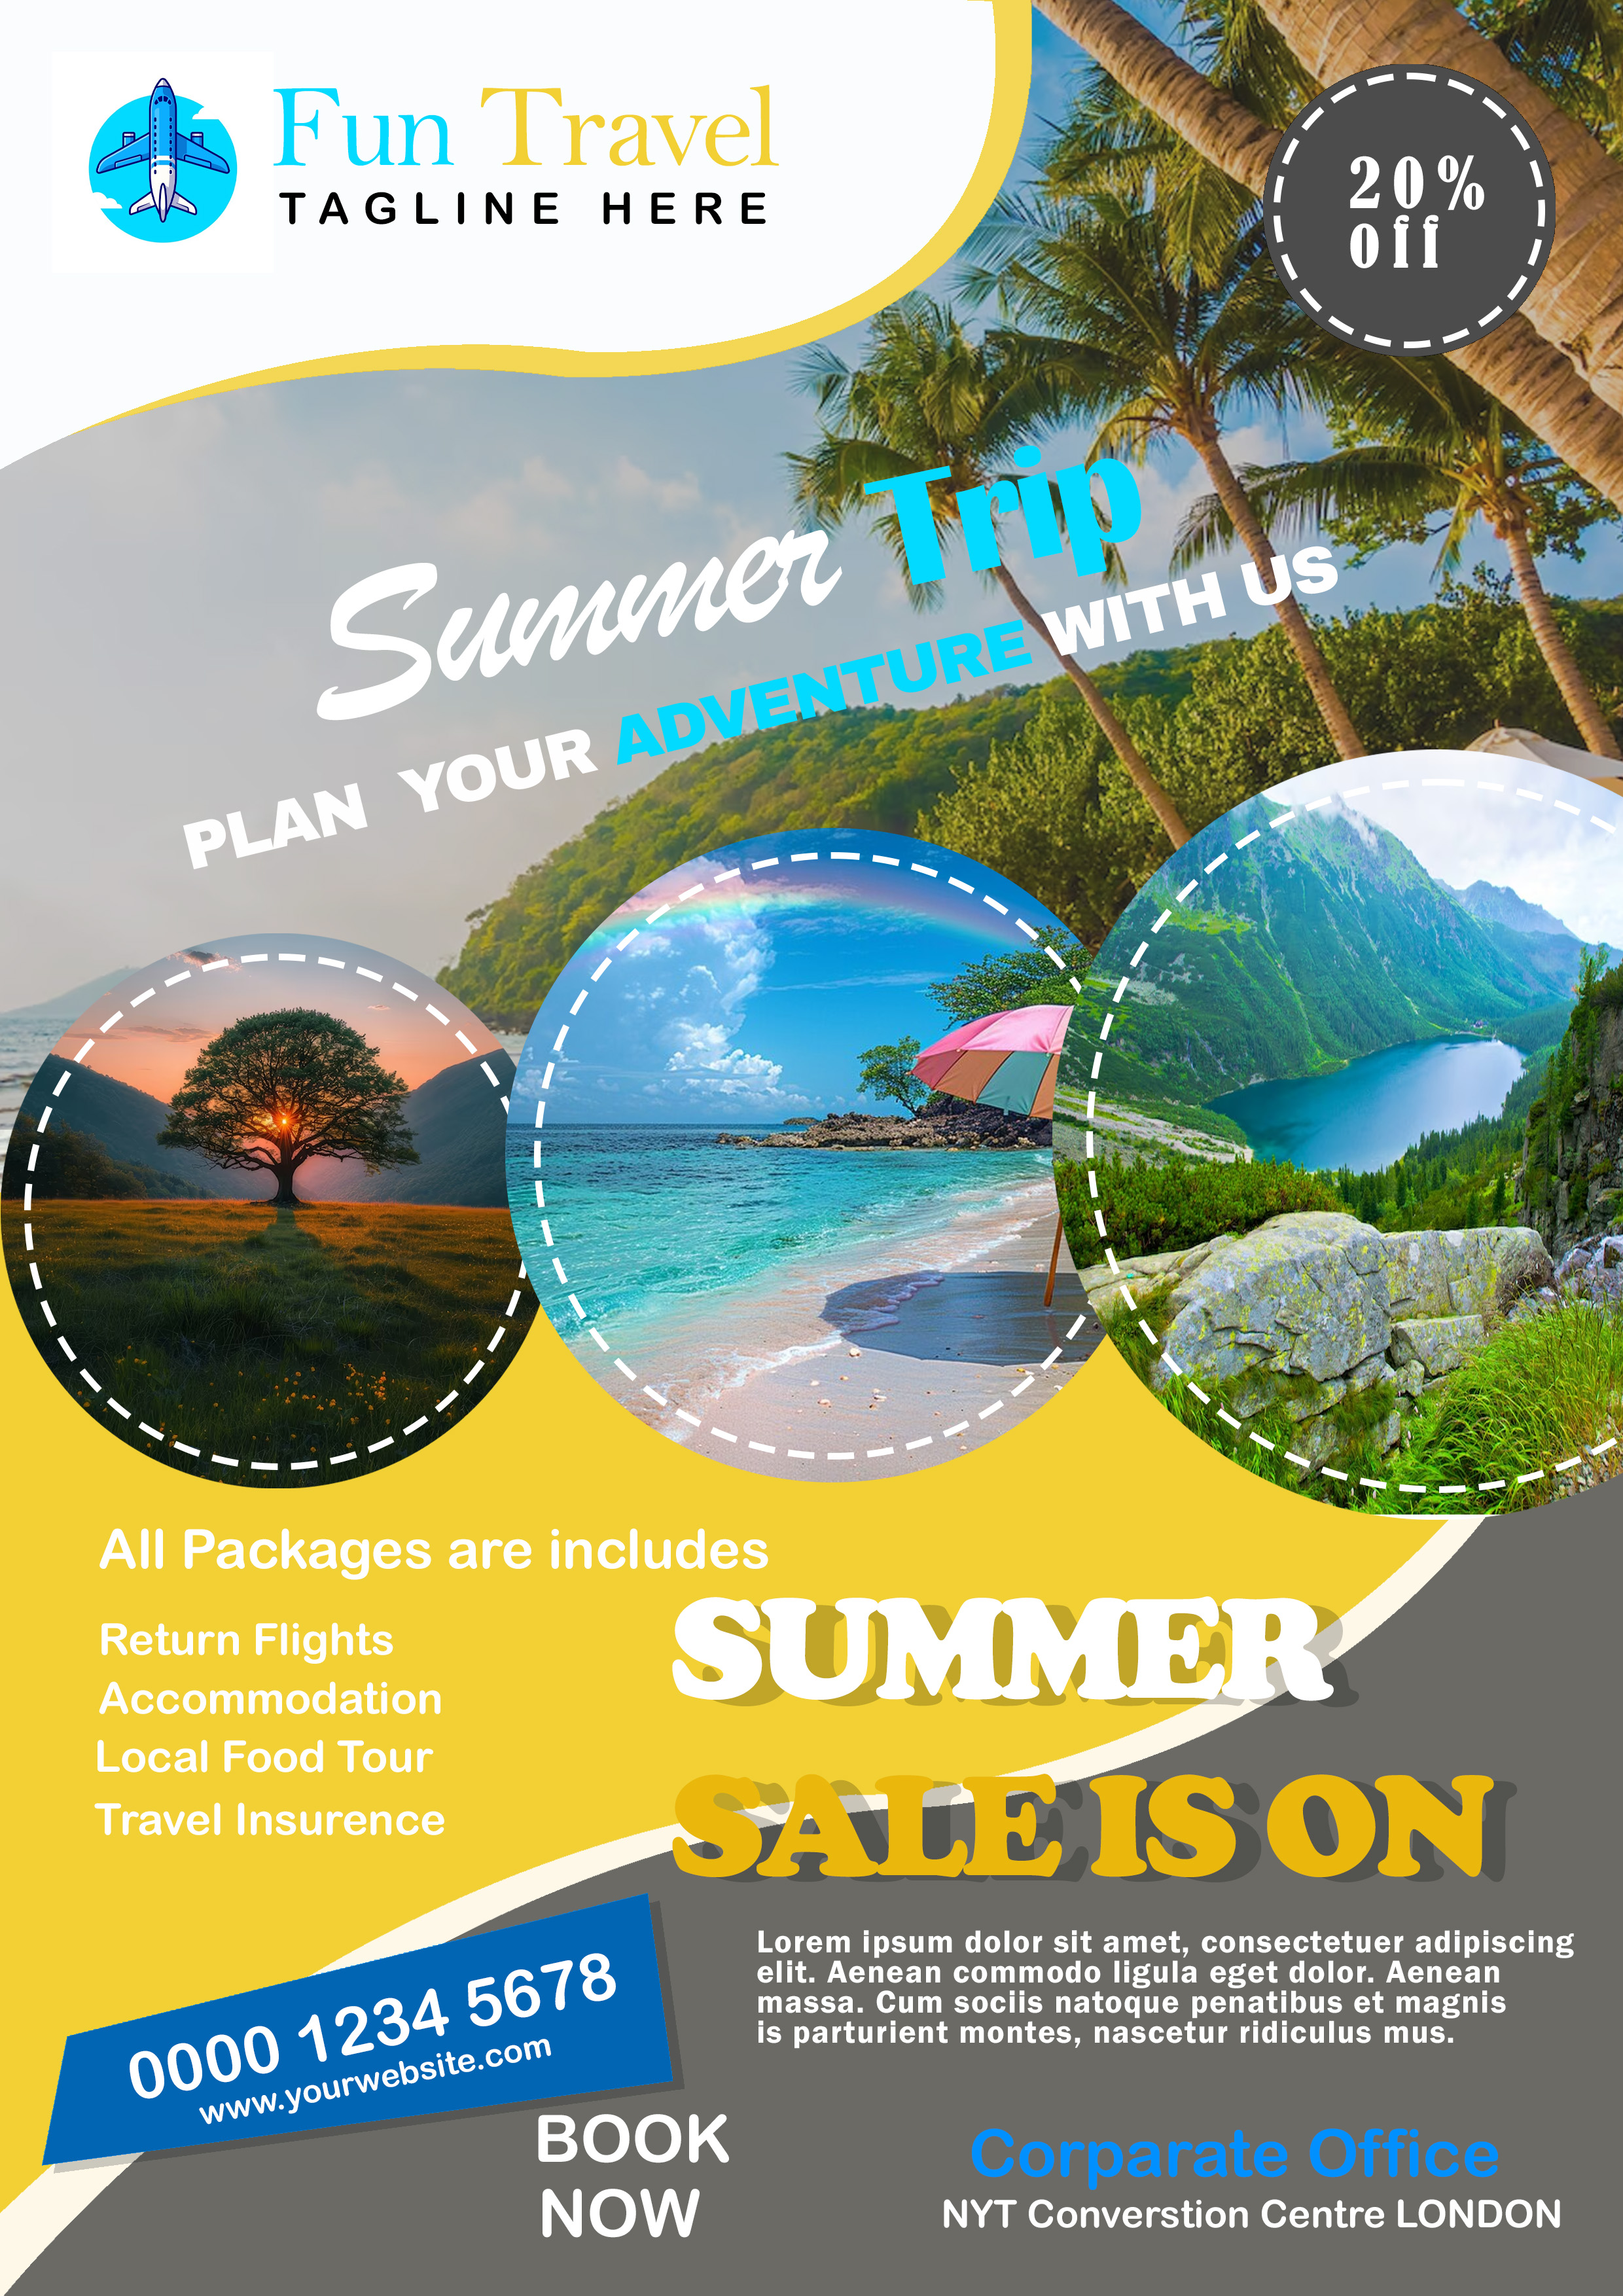 Fun Travel
TAGLINE HERE
20%
Off
Summer Trip
PLAN YOUR ADVENTURE WITH US
All Packages are includes
Return Flights
Accommodation
Local Food Tour
Travel Insurence
SUMMER
SALE IS ON
Lorem ipsum dolor sit amet, consectetuer adipiscing
elit. Aenean commodo ligula eget dolor. Aenean
massa. Cum sociis natoque penatibus et magnis
is parturient montes, nascetur ridiculus mus.
0000 1234 5678
www.yourwebsite.com
BOOK
NOW
Corparate Office
NYT Converstion Centre LONDON